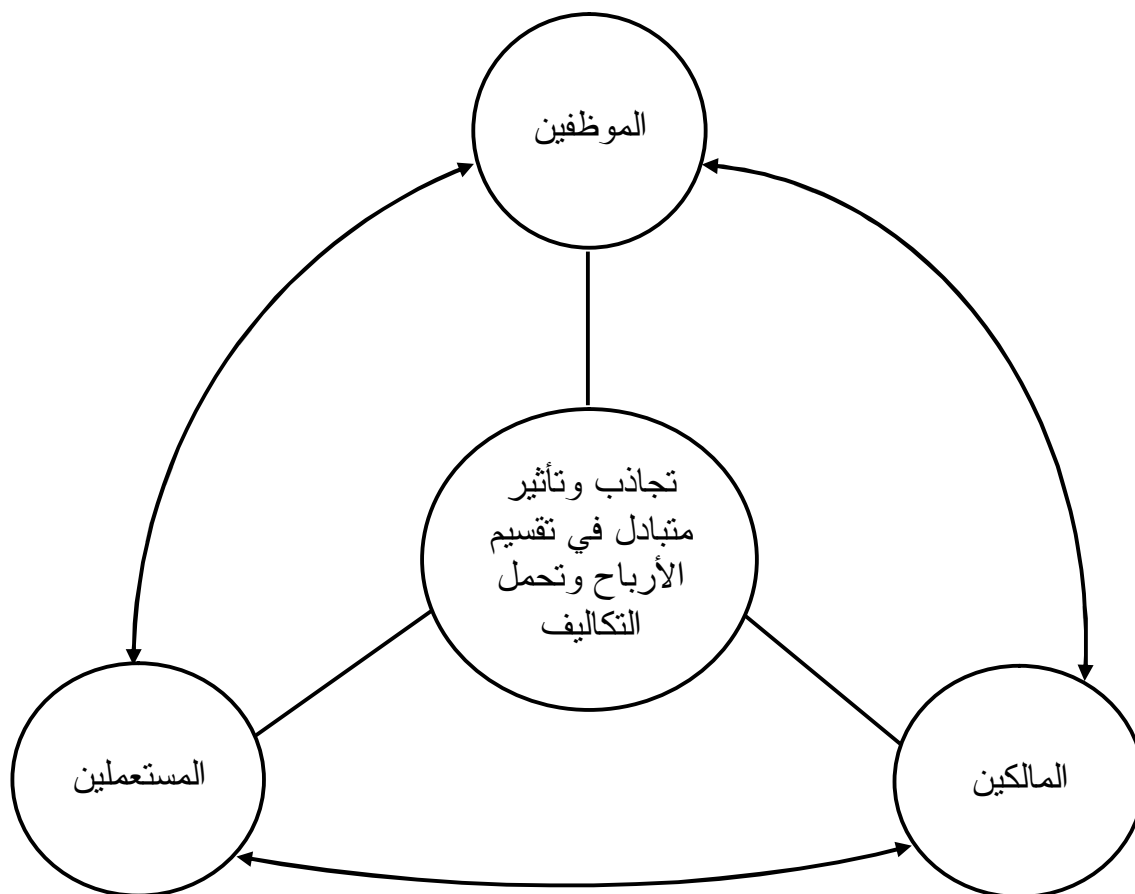 الموظفين
تجاذب وتأثير
متبادل في تقسيم
الأرباح وتحمل
التكاليف
المالكين
المستعملين